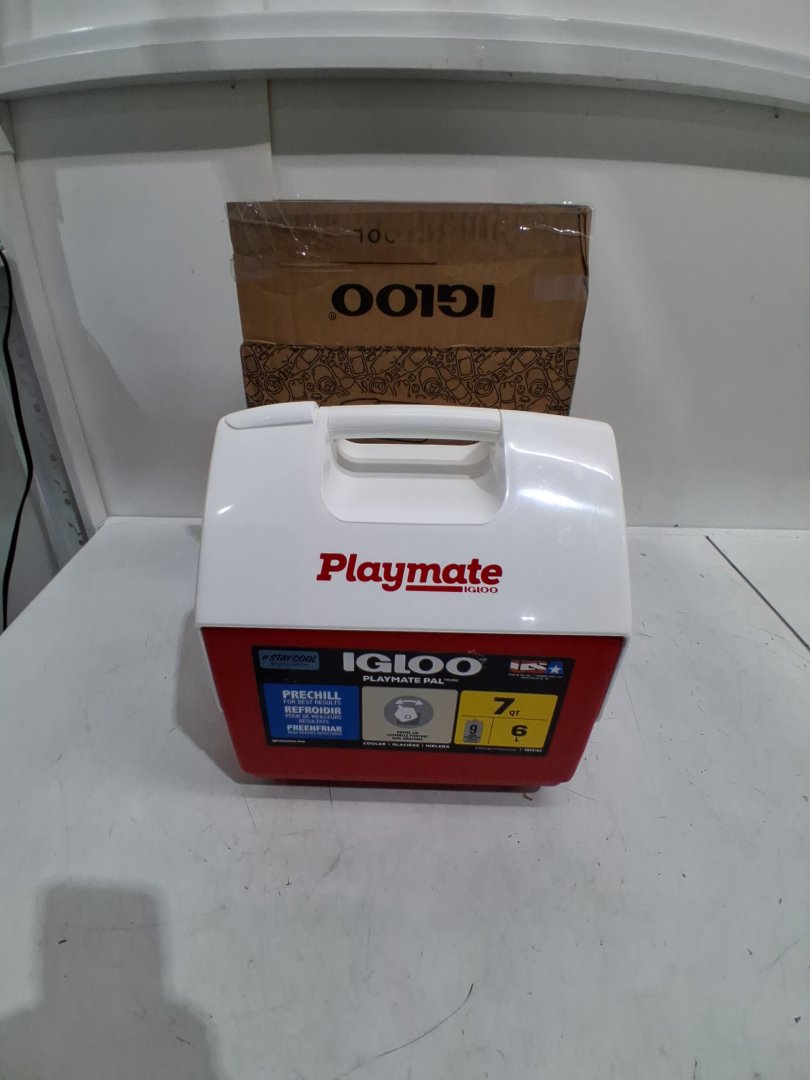 IGLOO®
Playmate
IGLOO
#STAYCOOL
IGLOO
PLAYMATE PAL
PRECHILL
FOR BEST RESULTS
REFROIDIR
POUR DE MEILLEURS
RÉSULTATS
PREENFRIAR
7 QT
9
6 L
COOLER | GLACIÈRE | HIELERA